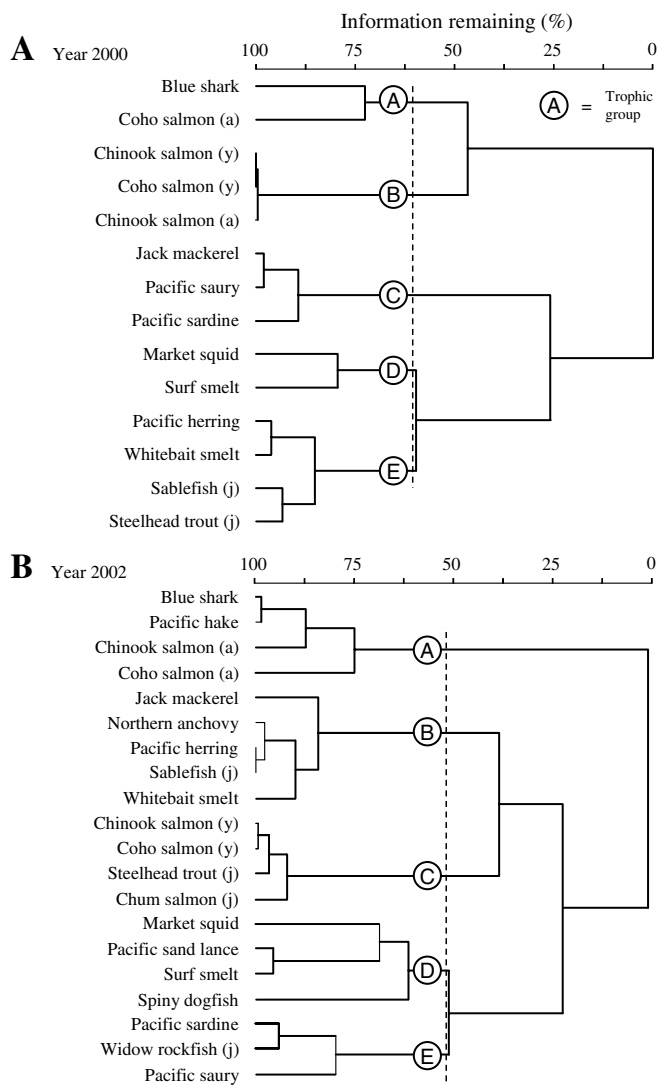 Information remaining (%)
A Year 2000 100 75 50 25 0
Blue shark
Coho salmon (a)
Chinook salmon (y)
Coho salmon (y)
Chinook salmon (a)
Jack mackerel
Pacific saury
Pacific sardine
Market squid
Surf smelt
Pacific herring
Whitebait smelt
Sablefish (j)
Steelhead trout (j)
A
B
C
D
E
A = Trophic
group
B Year 2002 100 75 50 25 0
Blue shark
Pacific hake
Chinook salmon (a)
Coho salmon (a)
Jack mackerel
Northern anchovy
Pacific herring
Sablefish (j)
Whitebait smelt
Chinook salmon (y)
Coho salmon (y)
Steelhead trout (j)
Chum salmon (j)
Market squid
Pacific sand lance
Surf smelt
Spiny dogfish
Pacific sardine
Widow rockfish (j)
Pacific saury
A
B
C
D
E